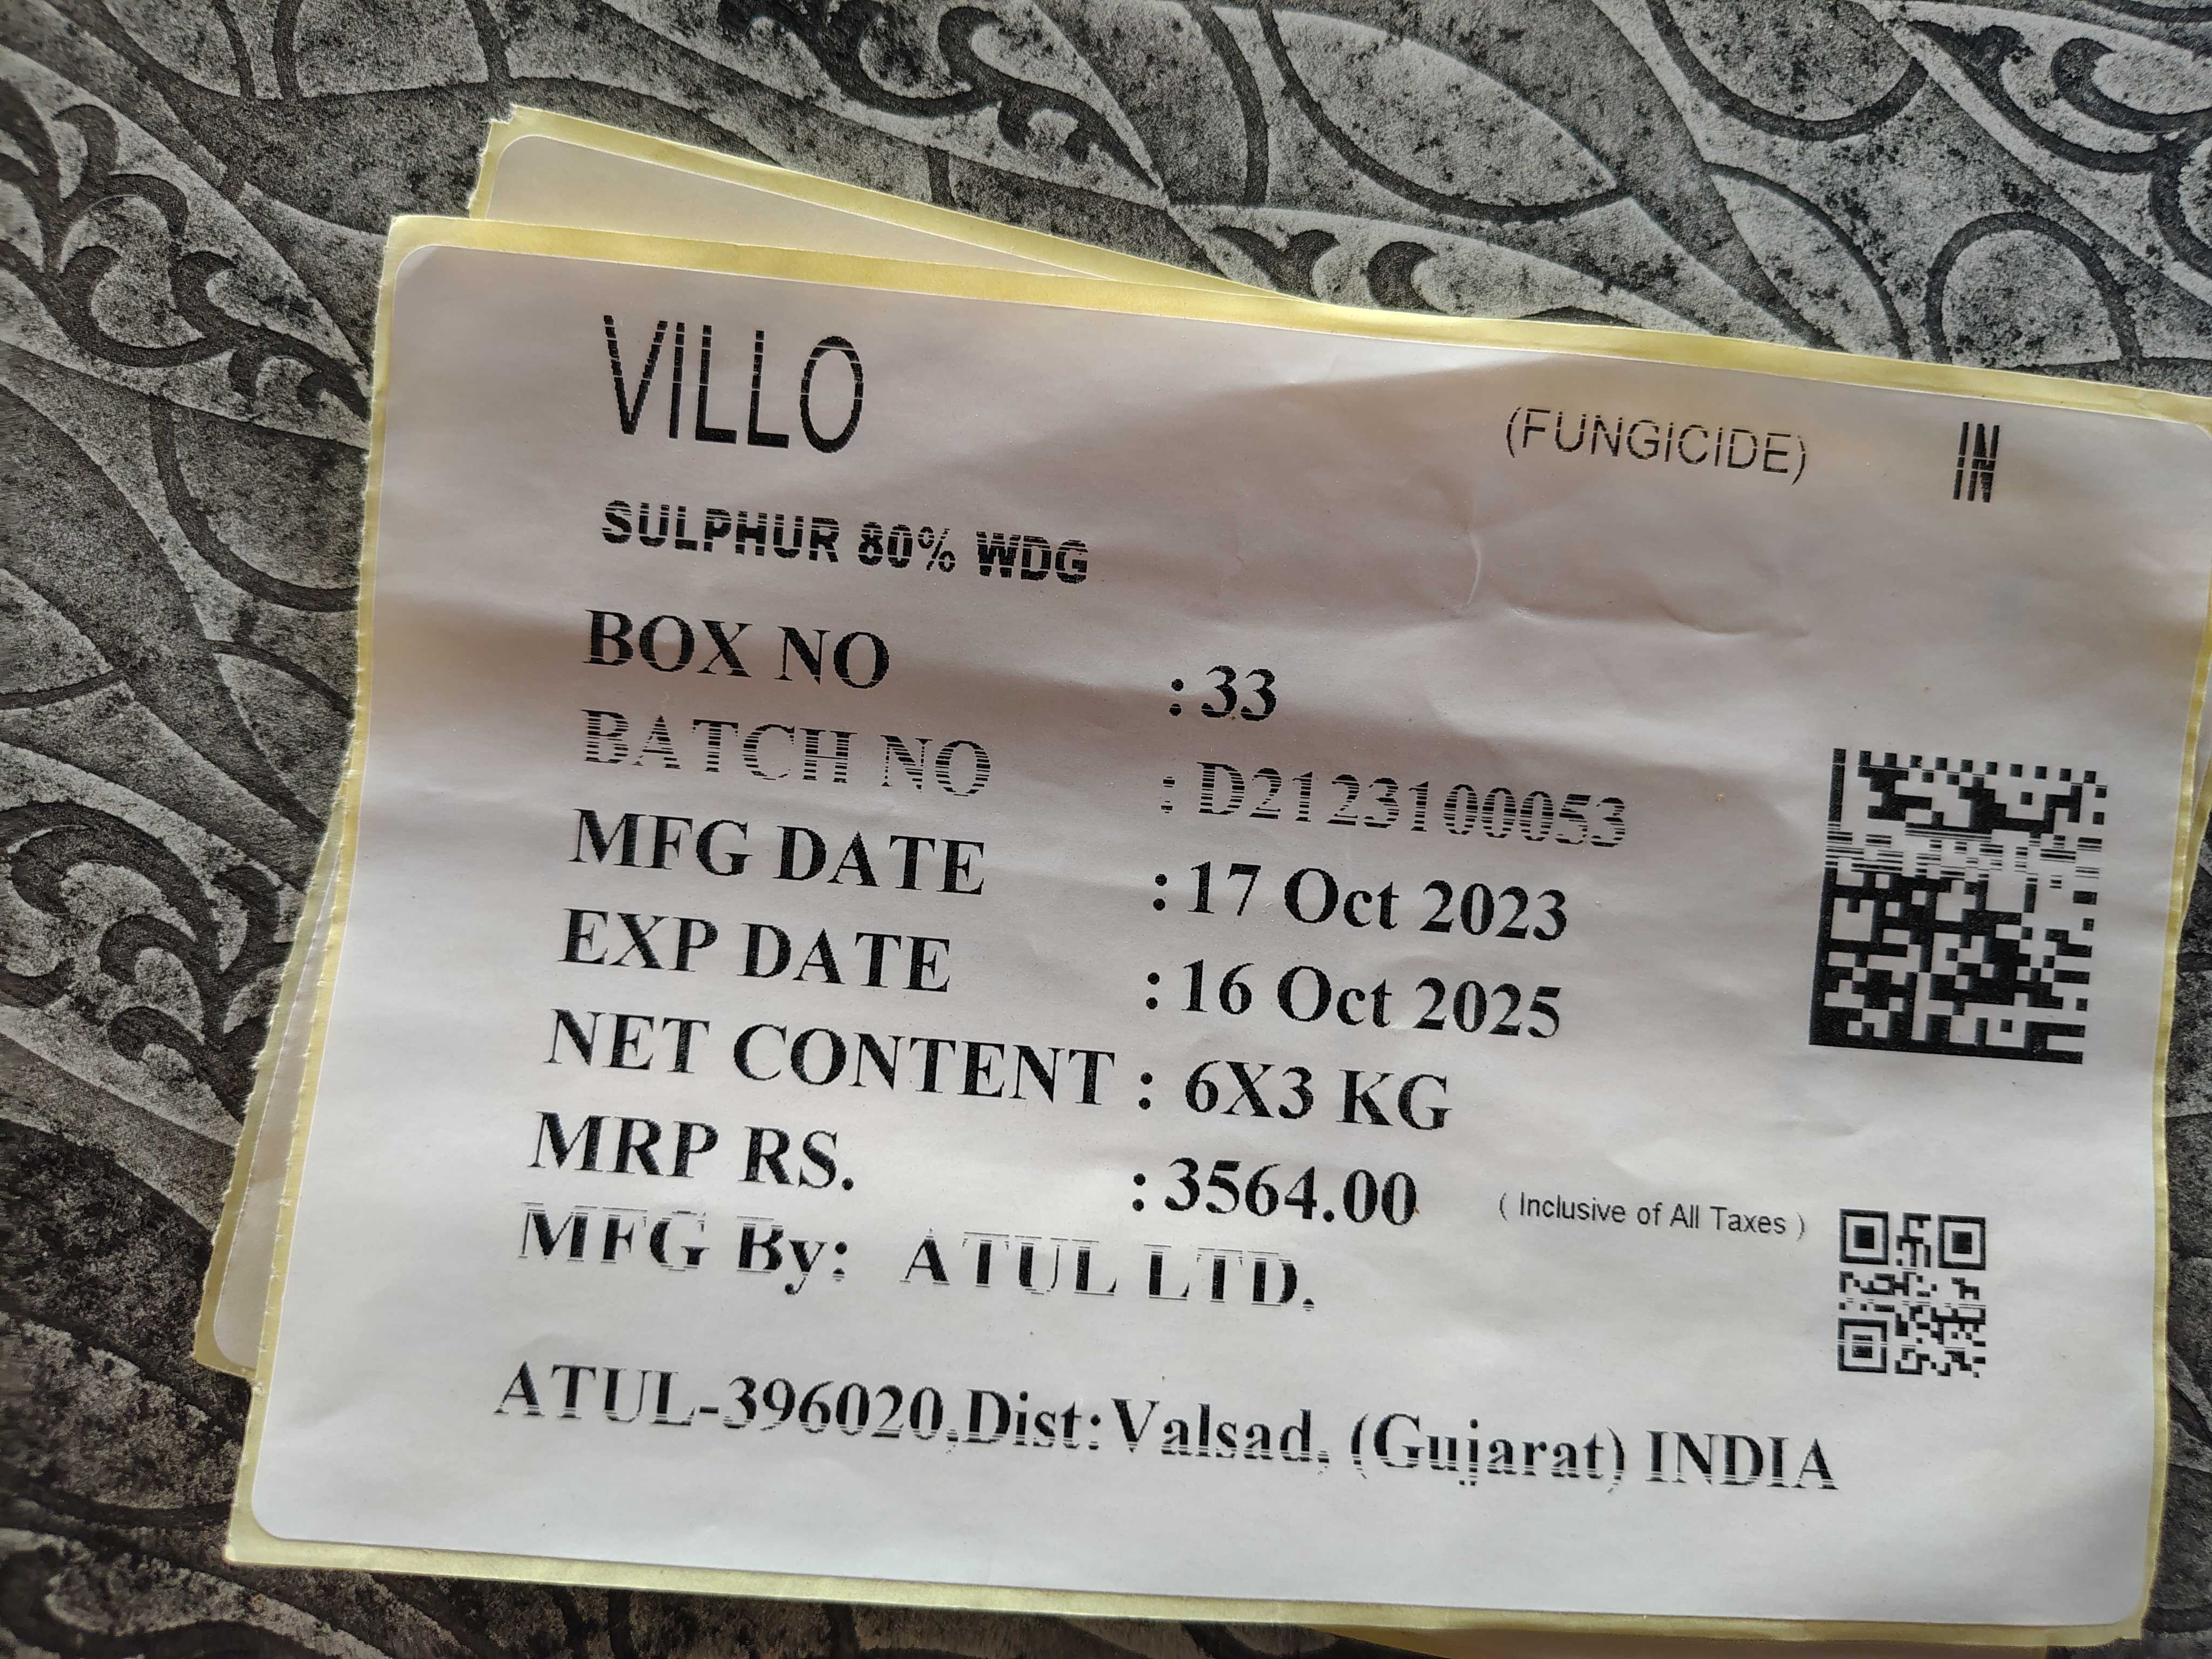 VILLO (FUNGICIDE) IN
SULPHUR 80% WDG
BOX NO : 33
BATCH NO : D2123100053
MFG DATE : 17 Oct 2023
EXP DATE : 16 Oct 2025
NET CONTENT : 6X3 KG
MRP RS. : 3564.00 ( Inclusive of All Taxes )
MFG By: ATUL LTD.
ATUL-396020,Dist:Valsad, (Gujarat) INDIA